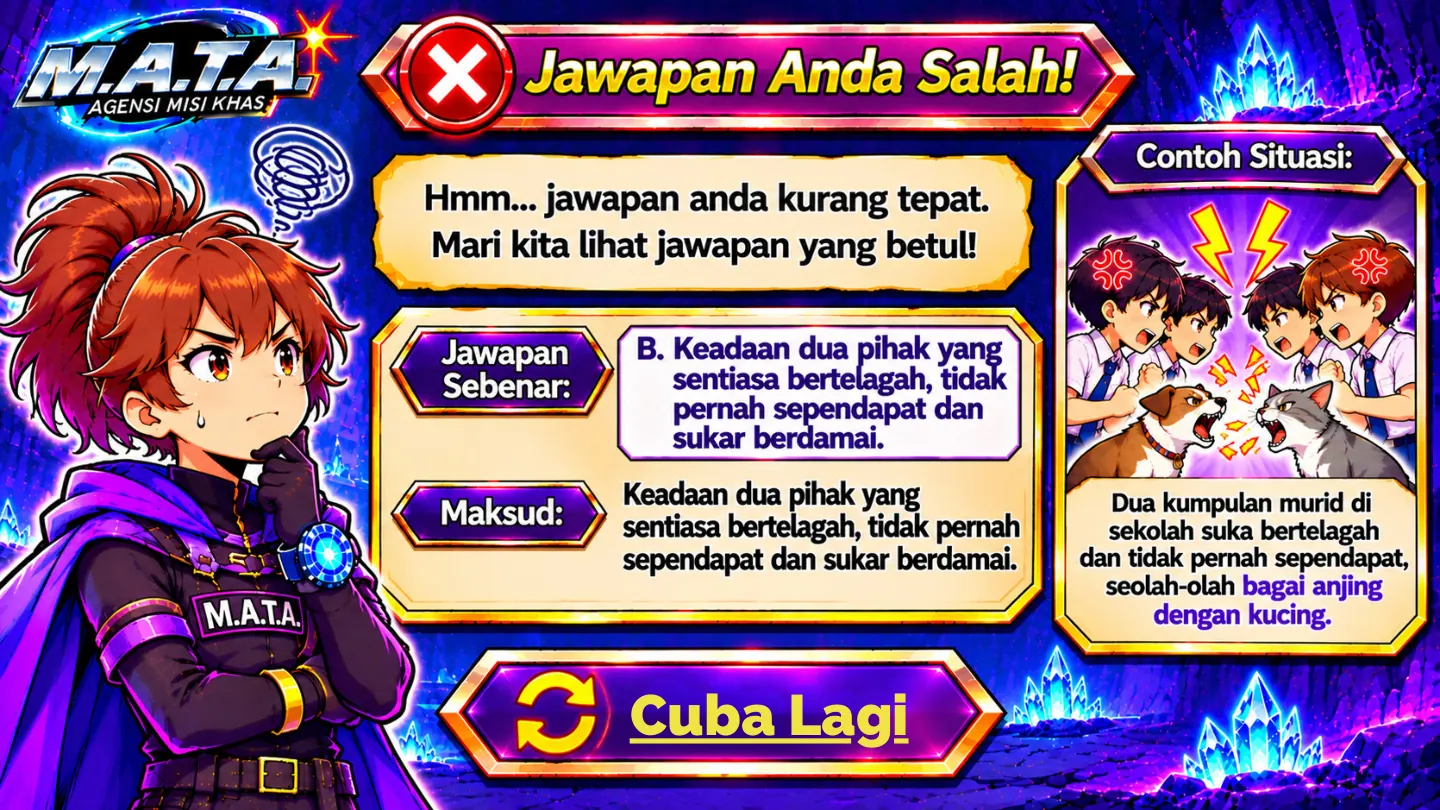 M.A.T.A.
AGENSI MISI KHAS
Jawapan Anda Salah!
Hmm... jawapan anda kurang tepat.
Mari kita lihat jawapan yang betul!
Jawapan
Sebenar:
B. Keadaan dua pihak yang
sentiasa bertelagah, tidak
pernah sependapat dan
sukar berdamai.
Maksud:
Keadaan dua pihak yang
sentiasa bertelagah, tidak pernah
sependapat dan sukar berdamai.
Contoh Situasi:
Dua kumpulan murid di
sekolah suka bertelagah
dan tidak pernah sependapat,
seolah-olah bagai anjing
dengan kucing.
M.A.T.A.
Cuba Lagi